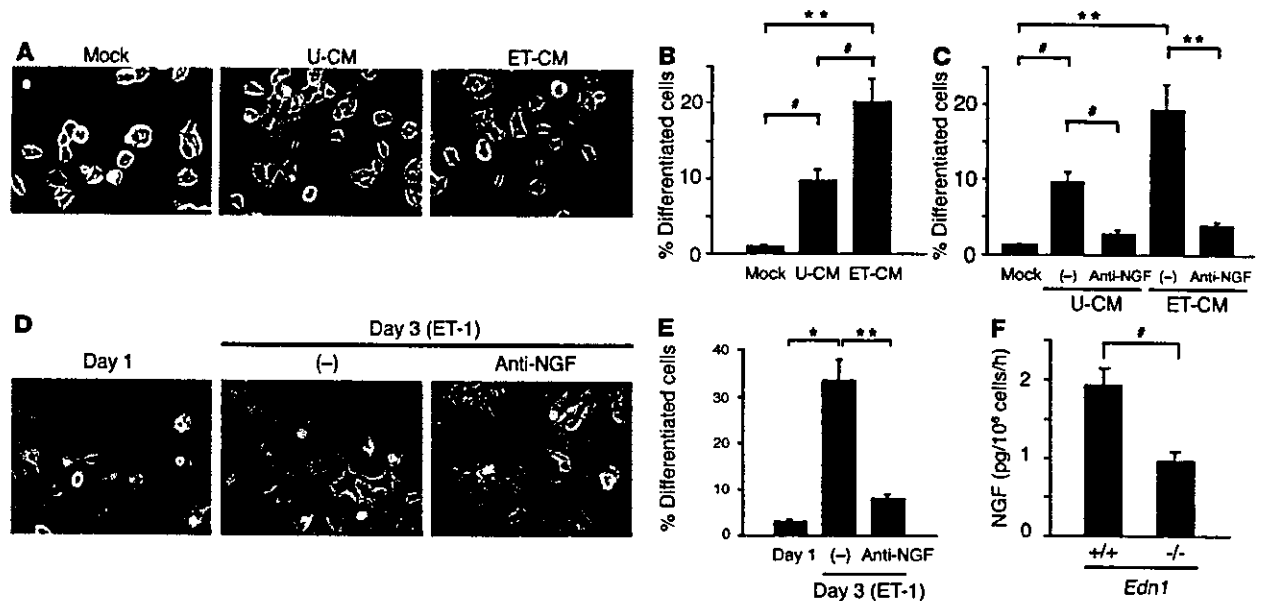 A
Mock
U-CM
ET-CM
B
**
#
#
% Differentiated cells
20
10
0
Mock U-CM ET-CM
C
**
#
**
#
% Differentiated cells
20
10
0
Mock (–) Anti-NGF (–) Anti-NGF
U-CM ET-CM
D
Day 3 (ET-1)
Day 1
(–)
Anti-NGF
E
* **
% Differentiated cells
40
30
20
10
0
Day 1 (–) Anti-NGF
Day 3 (ET-1)
F
#
NGF (pg/10⁶ cells/h)
2
1
0
+/+ -/-
Edn1